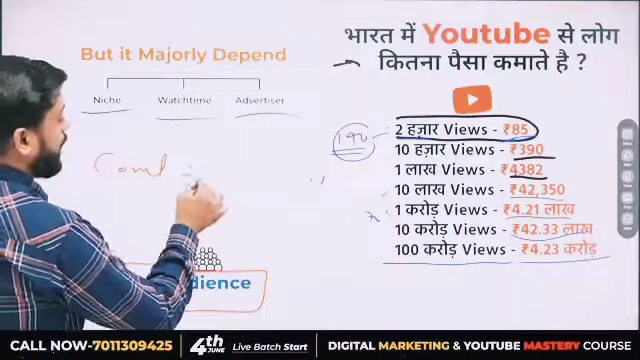 But it Majorly Depend
Niche
Watchtime
Advertiser
dience
भारत में Youtube से लोग
कितना पैसा कमाते है ?
2 हज़ार Views - ₹85
10 हज़ार Views - ₹390
1 लाख Views - ₹4382
10 लाख Views - ₹42,350
1 करोड़ Views - ₹4.21 लाख
10 करोड़ Views - ₹42.33 लाख
100 करोड़ Views - ₹4.23 करोड़
CALL NOW-7011309425
4th JUNE
Live Batch Start
DIGITAL MARKETING & YOUTUBE MASTERY COURSE